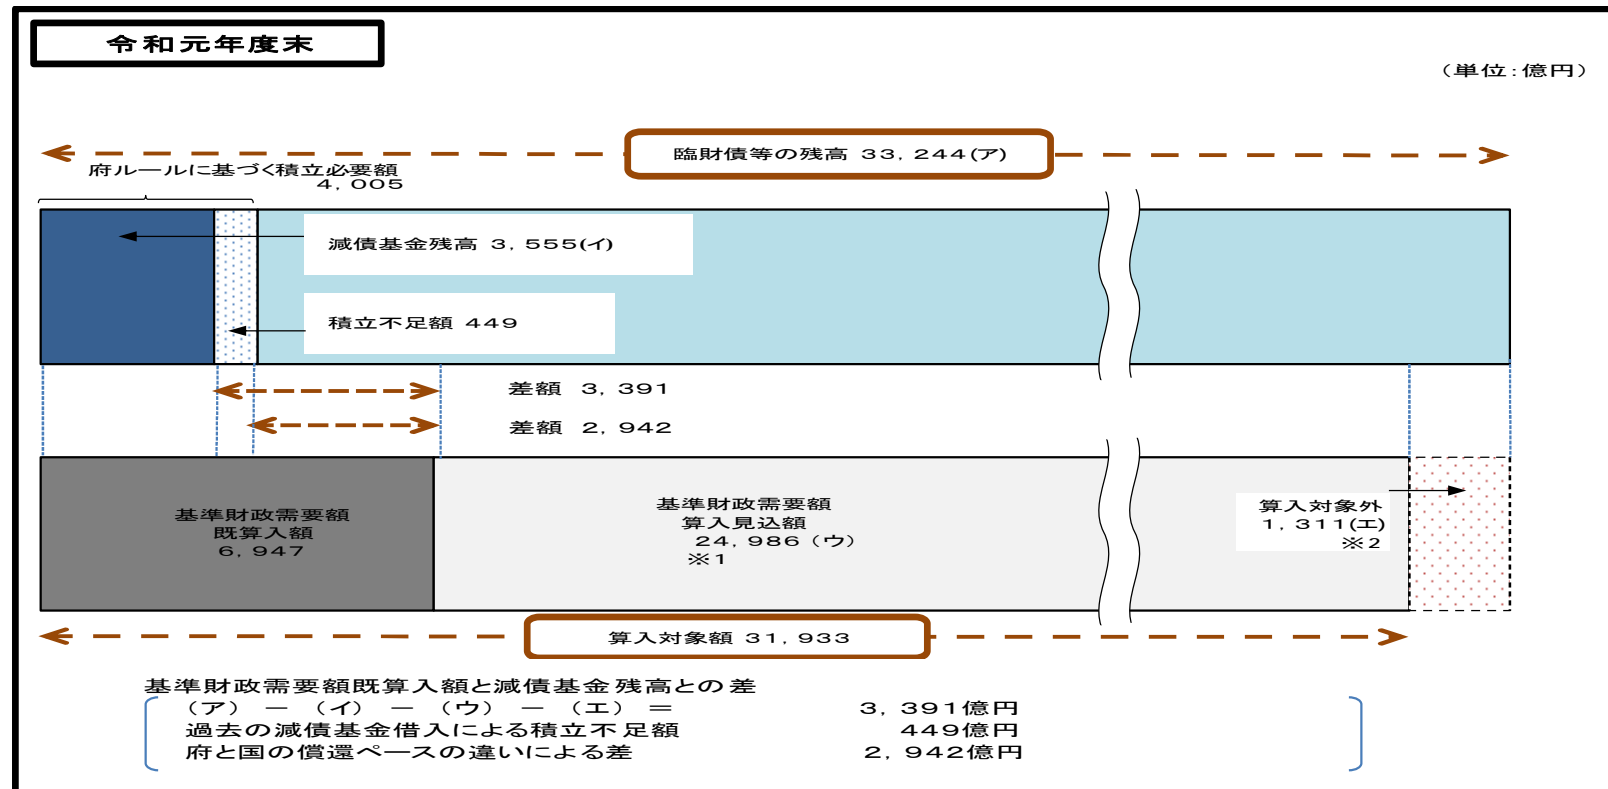 令和元年度末
（単位：億円）
臨財債等の残高 33，244(ア)
府ルールに基づく積立必要額
4，005
減債基金残高 3，555(イ)
積立不足額 449
差額 3，391
差額 2，942
基準財政需要額
既算入額
6，947
基準財政需要額
算入見込額
24，986（ウ）
※1
算入対象外
1，311(エ)
※2
算入対象額 31，933
基準財政需要額既算入額と減債基金残高との差
（ア） － （イ） － （ウ） － （エ） ＝ 3，391億円
過去の減債基金借入による積立不足額 449億円
府と国の償還ペースの違いによる差 2，942億円